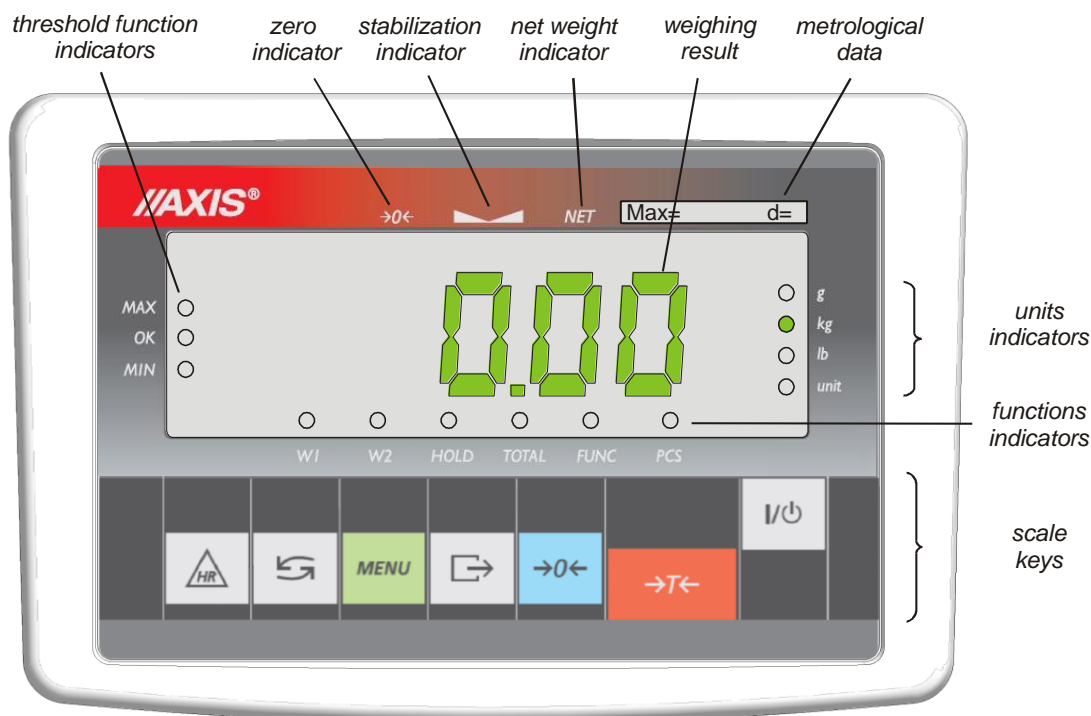 threshold function
indicators
zero
indicator
stabilization
indicator
net weight
indicator
weighing
result
metrological
data
AXIS®
→0←
NET
Max= d=
0.00
MAX
OK
MIN
g
kg
lb
unit
units
indicators
functions
indicators
W1 W2 HOLD TOTAL FUNC PCS
I/⏻
HR
MENU
→0←
→T←
scale
keys